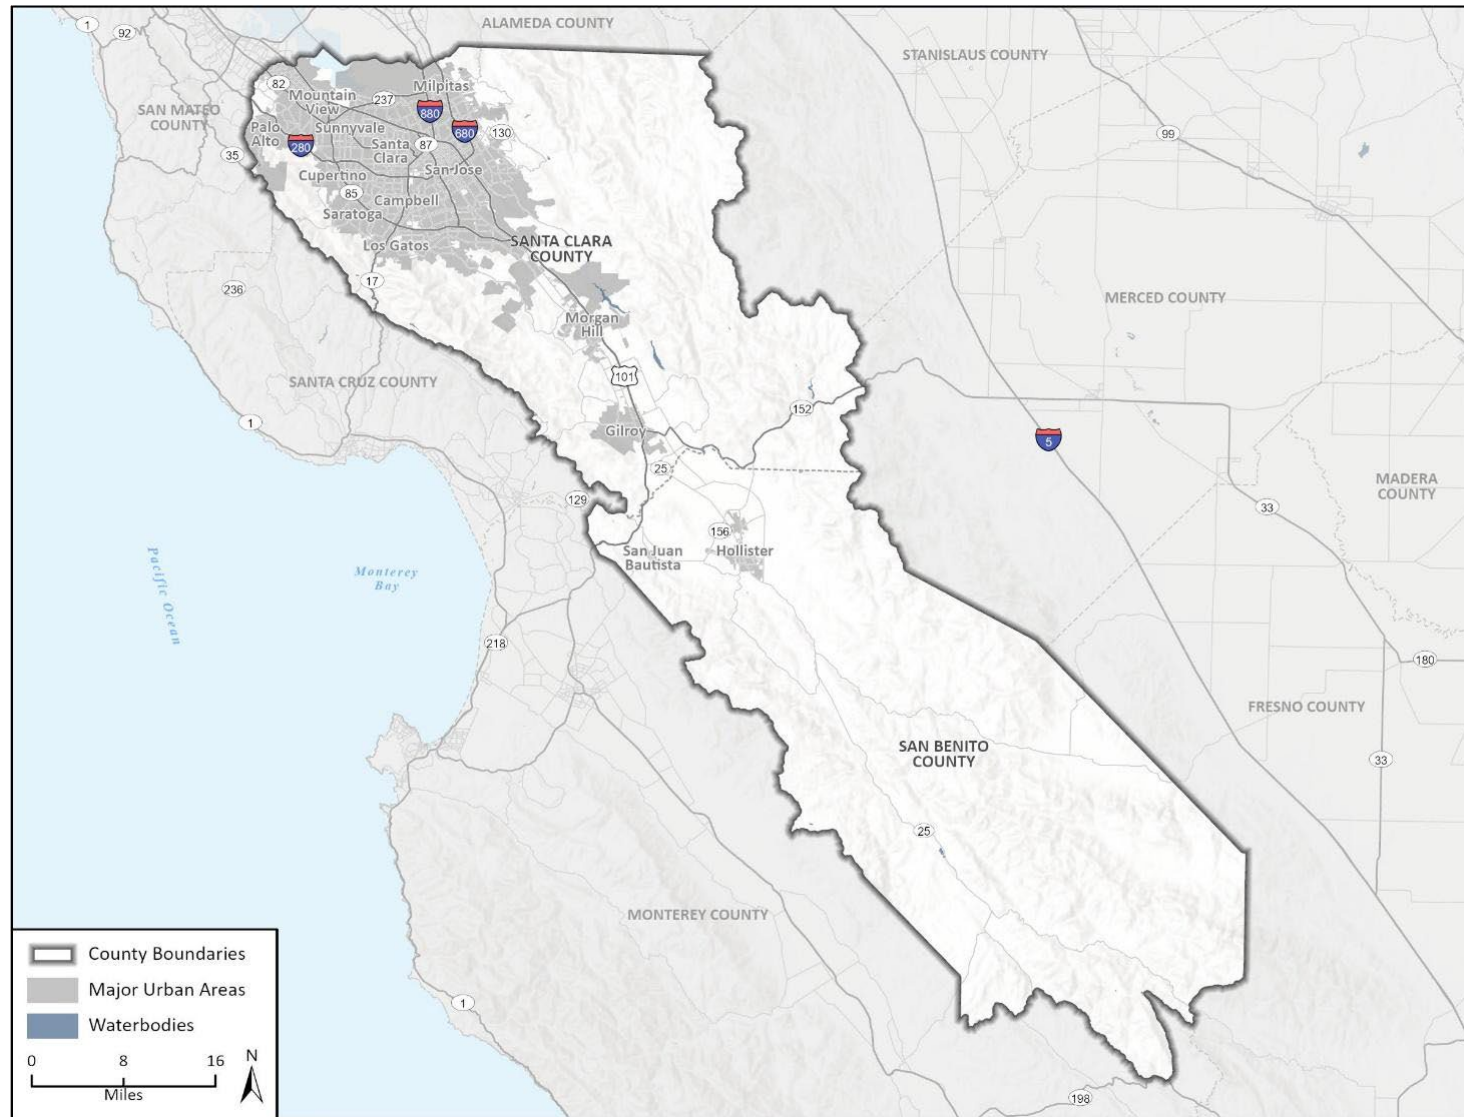 ALAMEDA COUNTY
1
92
STANISLAUS COUNTY
82
Milpitas
Mountain
View
237
880
SAN MATEO
COUNTY
99
Palo
Alto
Sunnyvale
680
130
280
Santa
Clara
87
35
Cupertino
San Jose
85
Campbell
Saratoga
Los Gatos
SANTA CLARA
COUNTY
17
236
MERCED COUNTY
Morgan
Hill
101
SANTA CRUZ COUNTY
152
1
Gilroy
5
25
MADERA
COUNTY
129
33
156
San Juan
Bautista
Hollister
Pacific Ocean
Monterey
Bay
218
180
FRESNO COUNTY
SAN BENITO
COUNTY
33
25
MONTEREY COUNTY
1
198
County Boundaries
Major Urban Areas
Waterbodies
0 8 16
Miles
N